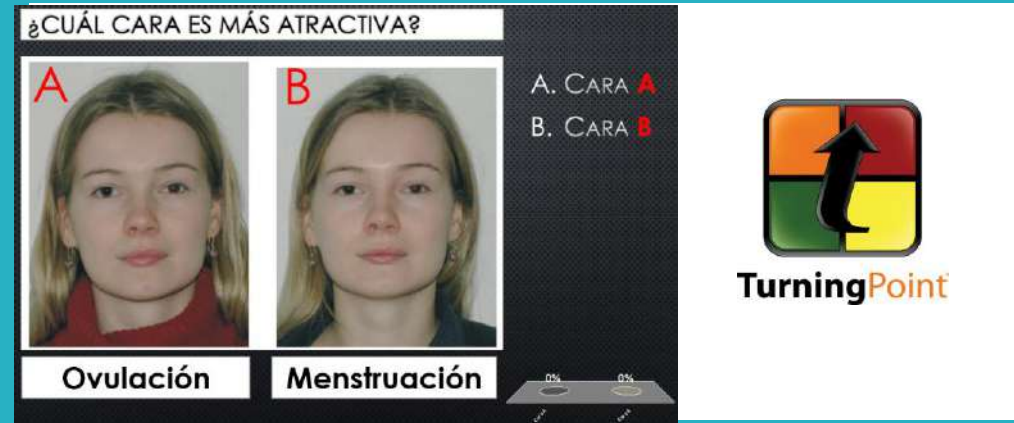 ¿CUÁL CARA ES MÁS ATRACTIVA?
A B
A. CARA A
B. CARA B
Ovulación Menstruación
0% 0%
TurningPoint